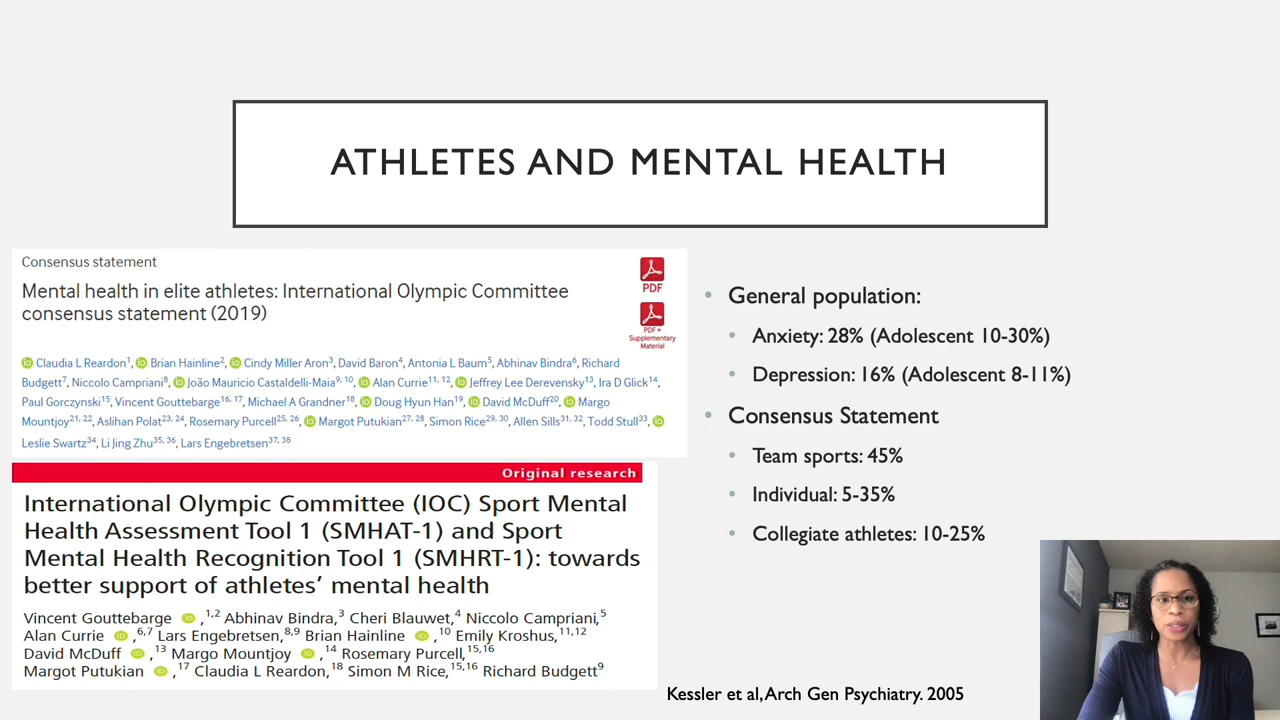 ATHLETES AND MENTAL HEALTH
Consensus statement
Mental health in elite athletes: International Olympic Committee
consensus statement (2019)
PDF
PDF +
Supplementary
Material
Claudia L Reardon1, Brian Hainline2, Cindy Miller Aron3, David Baron4, Antonia L Baum5, Abhinav Bindra6, Richard
Budgett7, Niccolo Campriani8, João Mauricio Castaldelli-Maia9, 10, Alan Currie11, 12, Jeffrey Lee Derevensky13, Ira D Glick14,
Paul Gorczynski15, Vincent Gouttebarge16, 17, Michael A Grandner18, Doug Hyun Han19, David McDuff20, Margo
Mountjoy21, 22, Aslihan Polat23, 24, Rosemary Purcell25, 26, Margot Putukian27, 28, Simon Rice29, 30, Allen Sills31, 32, Todd Stull33,
Leslie Swartz34, Li Jing Zhu35, 36, Lars Engebretsen37, 38
Original research
International Olympic Committee (IOC) Sport Mental
Health Assessment Tool 1 (SMHAT-1) and Sport
Mental Health Recognition Tool 1 (SMHRT-1): towards
better support of athletes’ mental health
Vincent Gouttebarge ,1,2 Abhinav Bindra,3 Cheri Blauwet,4 Niccolo Campriani,5
Alan Currie ,6,7 Lars Engebretsen,8,9 Brian Hainline ,10 Emily Kroshus,11,12
David McDuff ,13 Margo Mountjoy ,14 Rosemary Purcell,15,16
Margot Putukian ,17 Claudia L Reardon,18 Simon M Rice,15,16 Richard Budgett9
• General population:
• Anxiety: 28% (Adolescent 10-30%)
• Depression: 16% (Adolescent 8-11%)
• Consensus Statement
• Team sports: 45%
• Individual: 5-35%
• Collegiate athletes: 10-25%
Kessler et al, Arch Gen Psychiatry. 2005